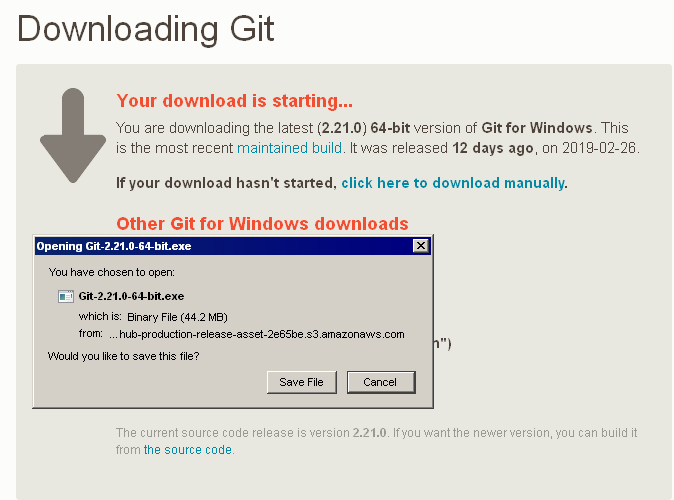 Downloading Git
Your download is starting...
You are downloading the latest (2.21.0) 64-bit version of Git for Windows. This
is the most recent maintained build. It was released 12 days ago, on 2019-02-26.
If your download hasn't started, click here to download manually.
Other Git for Windows downloads
Opening Git-2.21.0-64-bit.exe
You have chosen to open:
Git-2.21.0-64-bit.exe
which is: Binary File (44.2 MB)
from: ...hub-production-release-asset-2e65be.s3.amazonaws.com
Would you like to save this file?
n")
Save File Cancel
The current source code release is version 2.21.0. If you want the newer version, you can build it
from the source code.